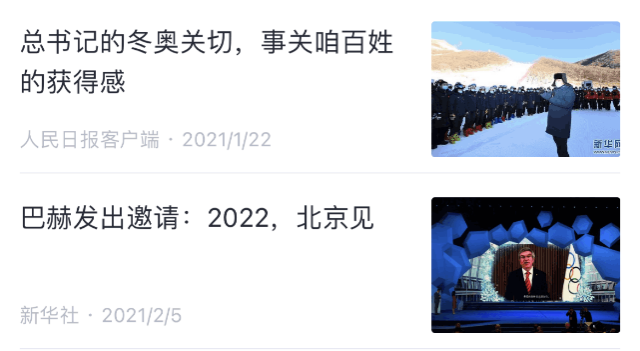 总书记的冬奥关切，事关咱百姓
的获得感
人民日报客户端 · 2021/1/22
新华网
巴赫发出邀请：2022，北京见
新华社 · 2021/2/5